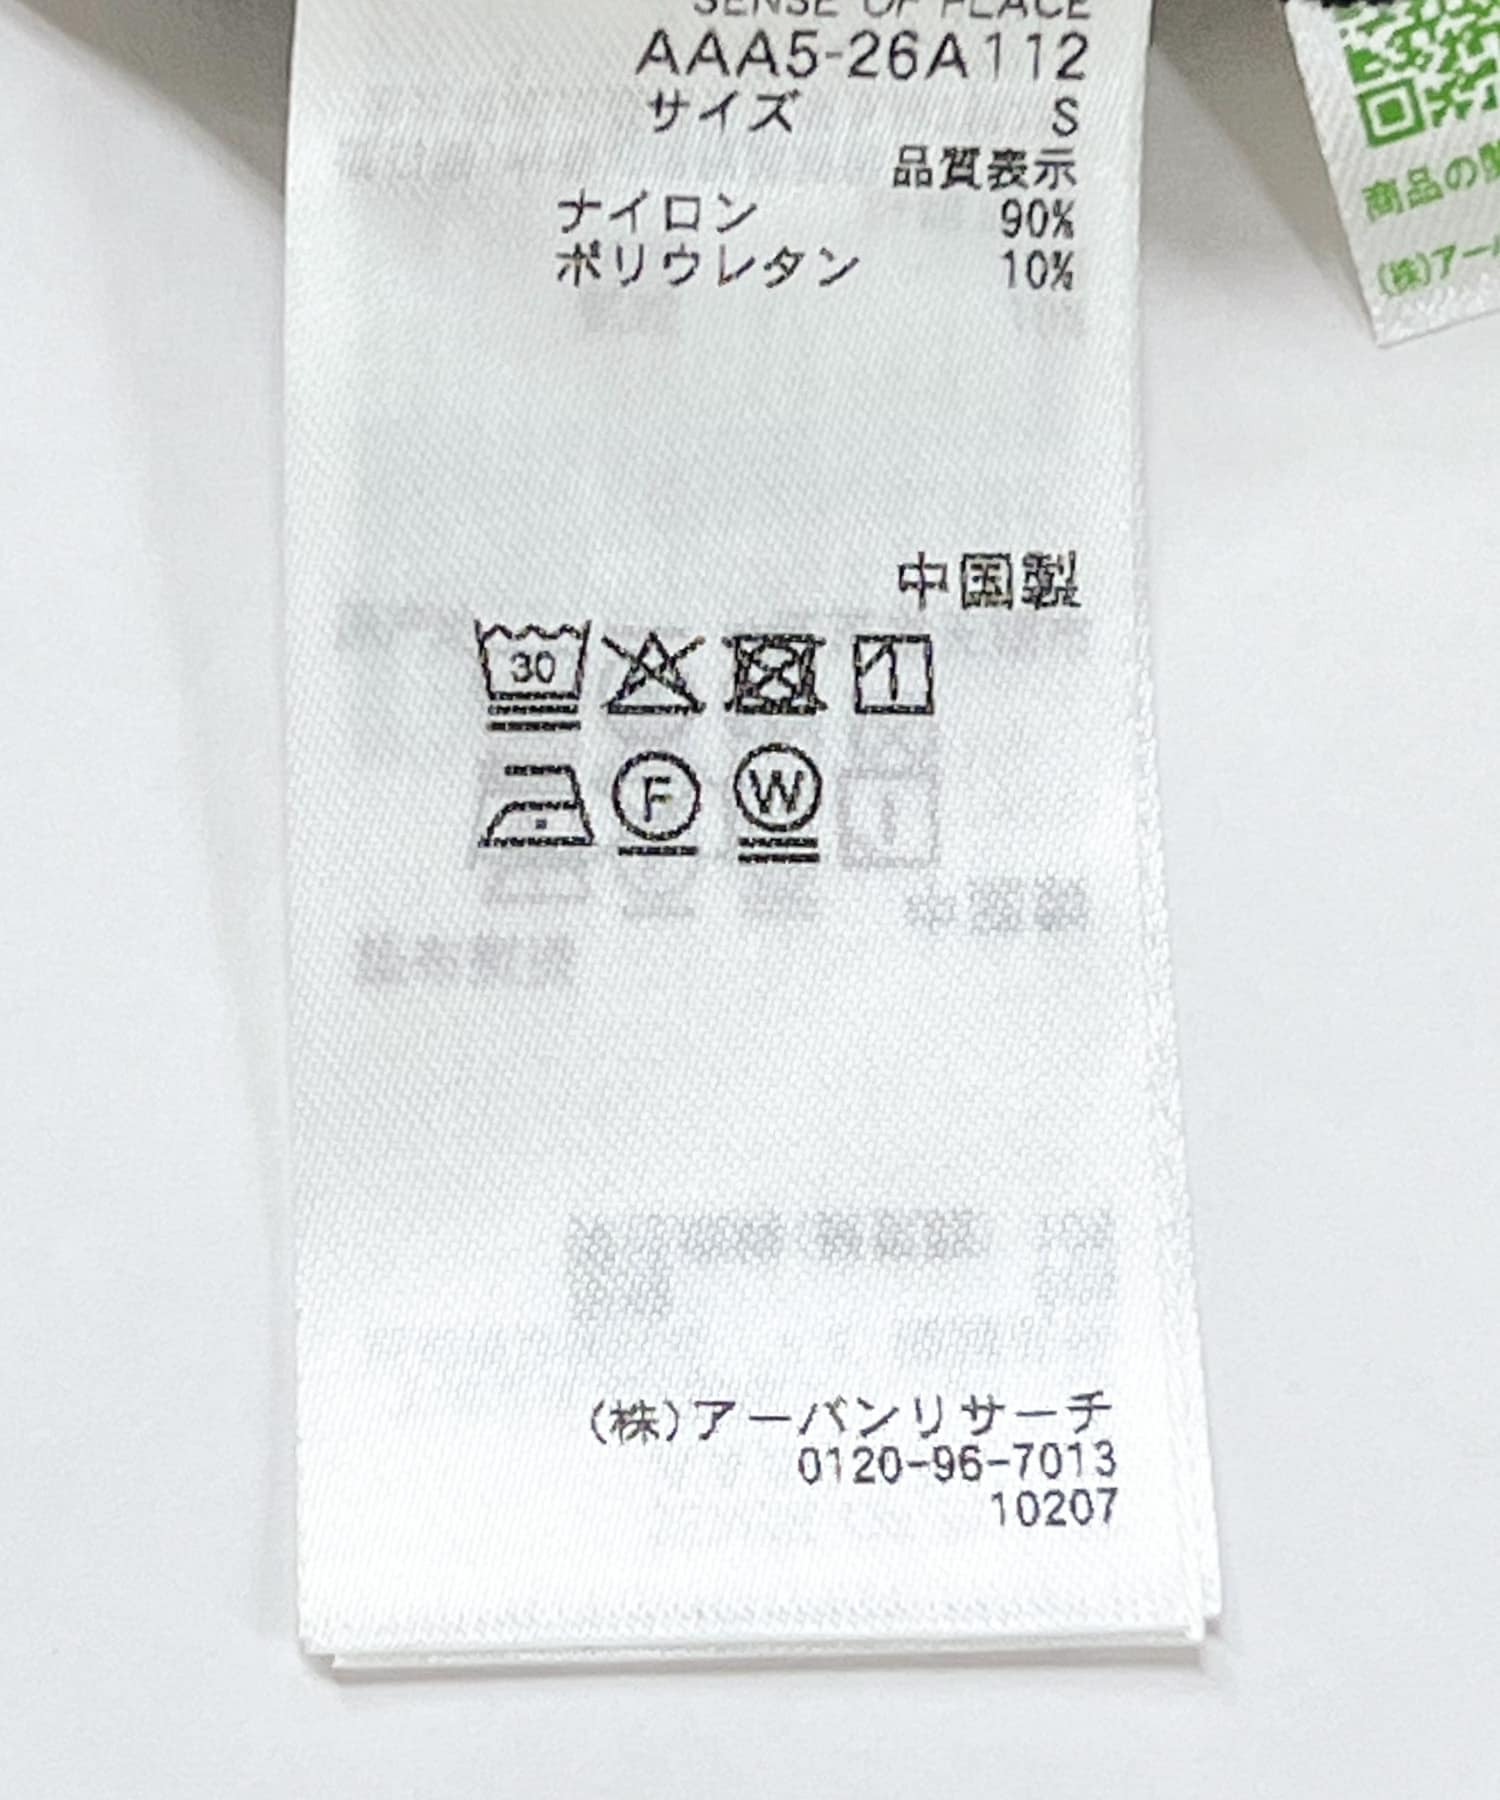 SENSE OF PLACE
AAA5-26A112
サイズ S
品質表示
ナイロン 90%
ポリウレタン 10%
中国製
30
F W
(株)アーバンリサーチ
0120-96-7013
10207
商品の
(株)アー